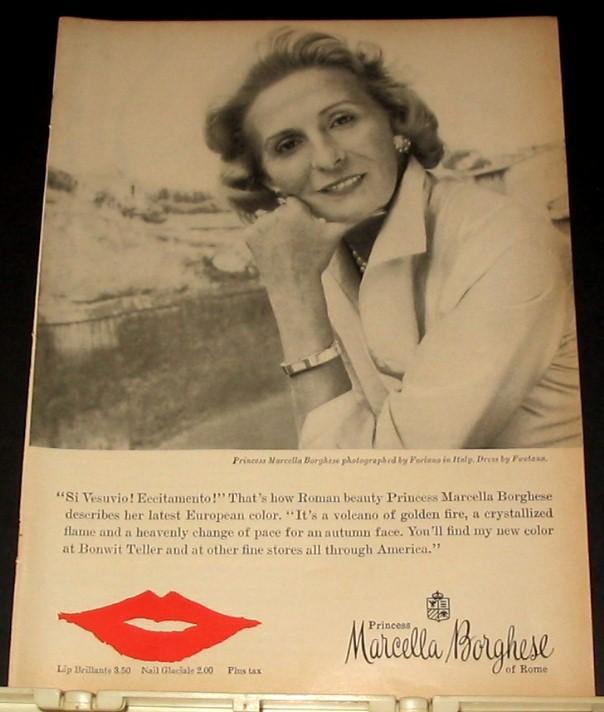 Princess Marcella Borghese photographed by Foriano in Italy. Dress by Fontana.
“Si Vesuvio! Eccitamento!” That’s how Roman beauty Princess Marcella Borghese
describes her latest European color. “It’s a volcano of golden fire, a crystallized
flame and a heavenly change of pace for an autumn face. You’ll find my new color
at Bonwit Teller and at other fine stores all through America.”
Lip Brillante 3.50 Nail Glaciale 2.00 Plus tax
Princess
Marcella Borghese
of Rome